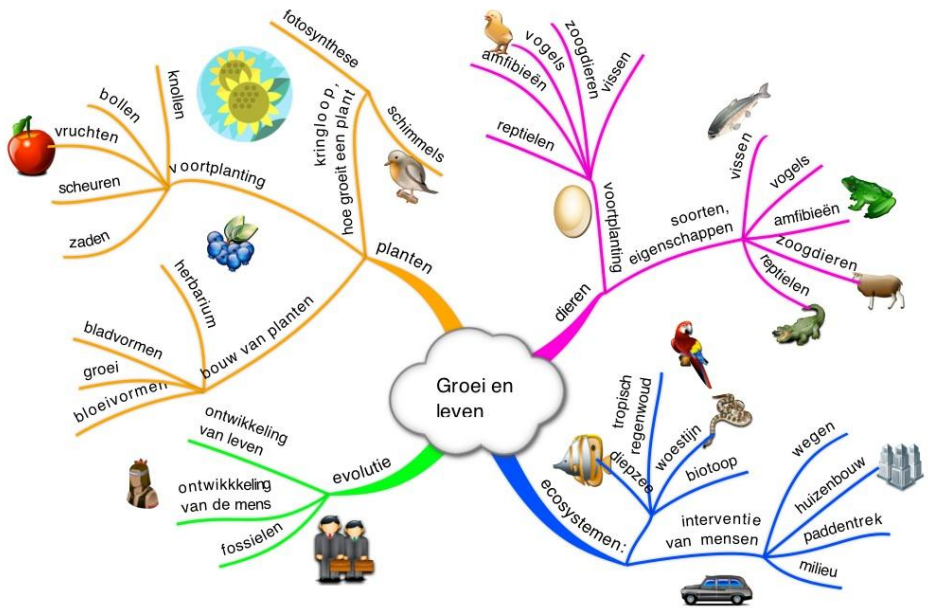 Groei en
leven
planten
voortplanting
knollen
bollen
vruchten
scheuren
zaden
kringloop,
hoe groeit een plant
fotosynthese
schimmels
bouw van planten
herbarium
bladvormen
groei
bloeivormen
dieren
voortplanting
reptielen
amfibieën
vogels
zoogdieren
vissen
soorten,
eigenschappen
vissen
vogels
amfibieën
zoogdieren
reptielen
evolutie
ontwikkeling
van leven
ontwikkkeling
van de mens
fossielen
ecosystemen:
diepzee
tropisch
regenwoud
woestijn
biotoop
interventie
van mensen
wegen
huizenbouw
paddentrek
milieu